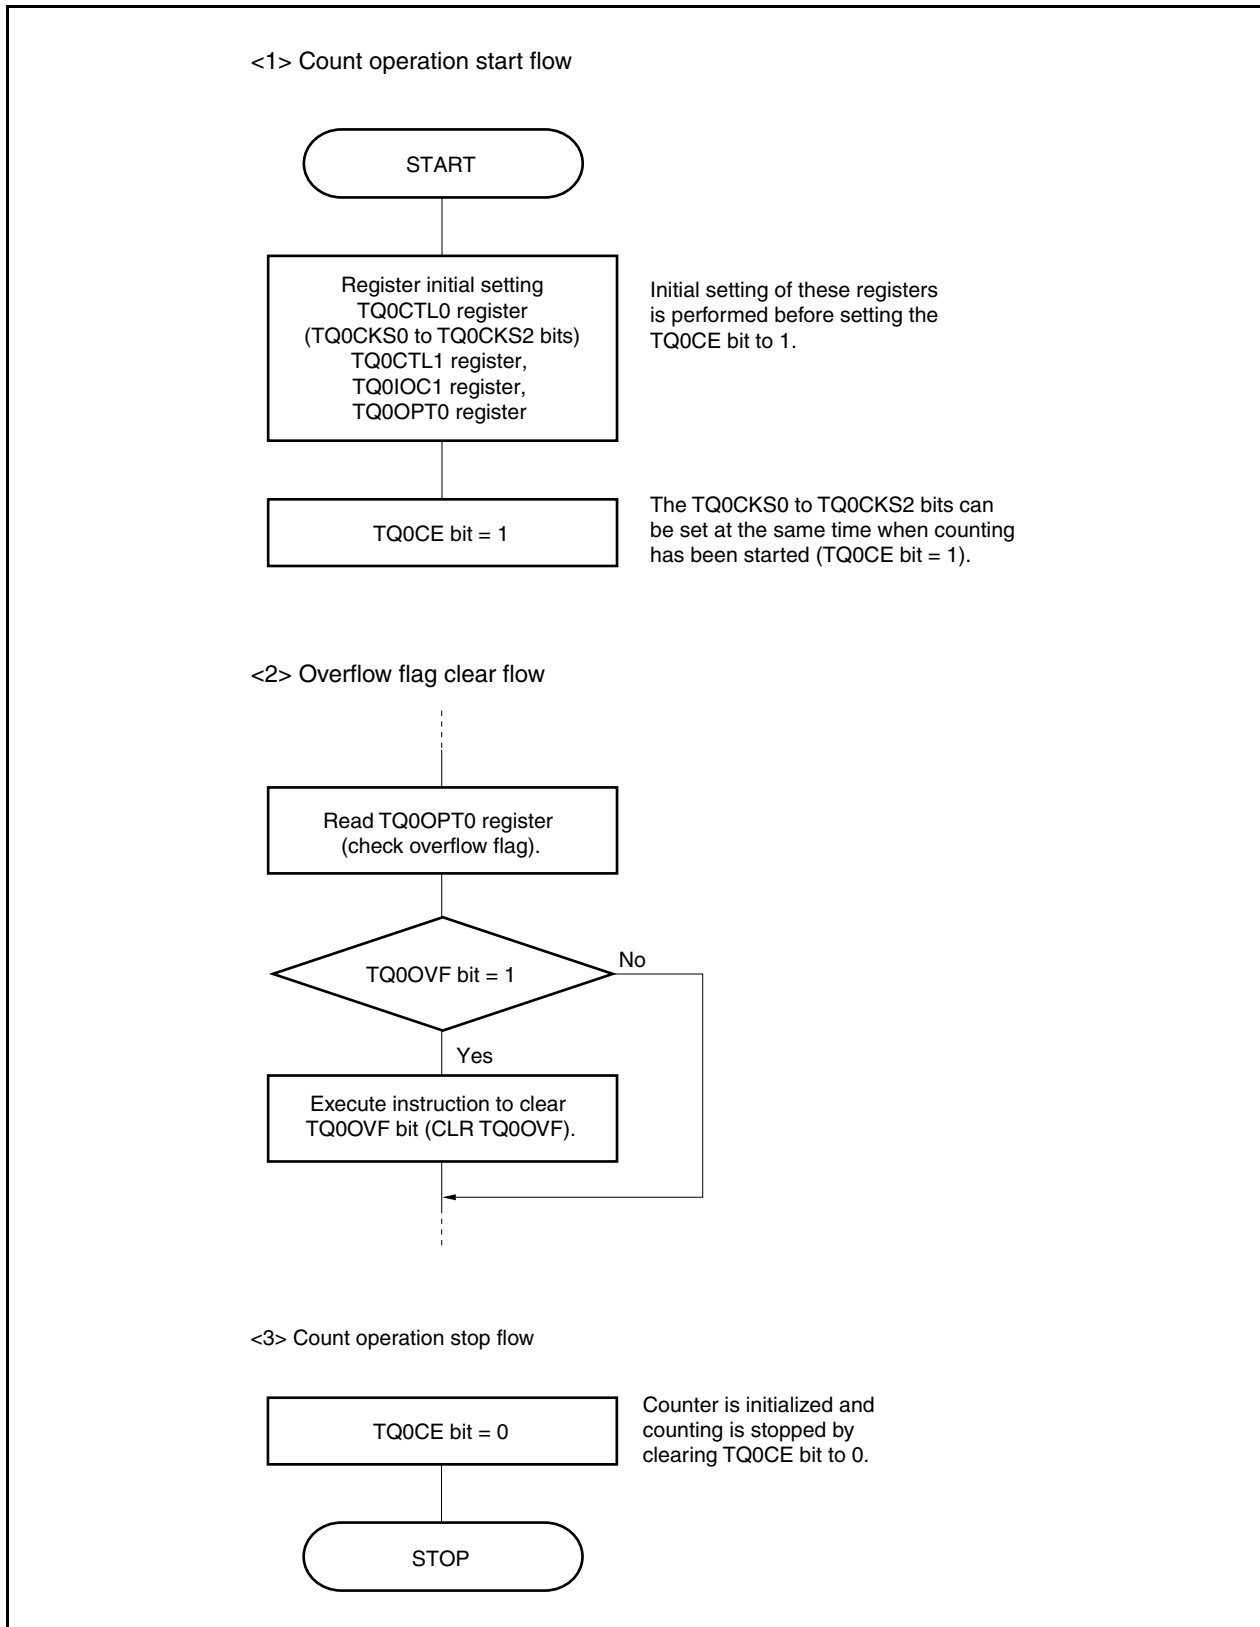 <1> Count operation start flow
START
Register initial setting
TQ0CTL0 register
(TQ0CKS0 to TQ0CKS2 bits)
TQ0CTL1 register,
TQ0IOC1 register,
TQ0OPT0 register
Initial setting of these registers
is performed before setting the
TQ0CE bit to 1.
TQ0CE bit = 1
The TQ0CKS0 to TQ0CKS2 bits can
be set at the same time when counting
has been started (TQ0CE bit = 1).
<2> Overflow flag clear flow
Read TQ0OPT0 register
(check overflow flag).
TQ0OVF bit = 1
No
Yes
Execute instruction to clear
TQ0OVF bit (CLR TQ0OVF).
<3> Count operation stop flow
TQ0CE bit = 0
Counter is initialized and
counting is stopped by
clearing TQ0CE bit to 0.
STOP